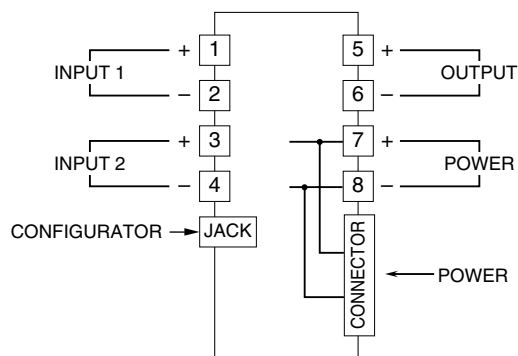 + 1
INPUT 1
− 2
+ 3
INPUT 2
− 4
CONFIGURATOR JACK
5 +
OUTPUT
6 −
7 +
POWER
8 −
CONNECTOR
POWER